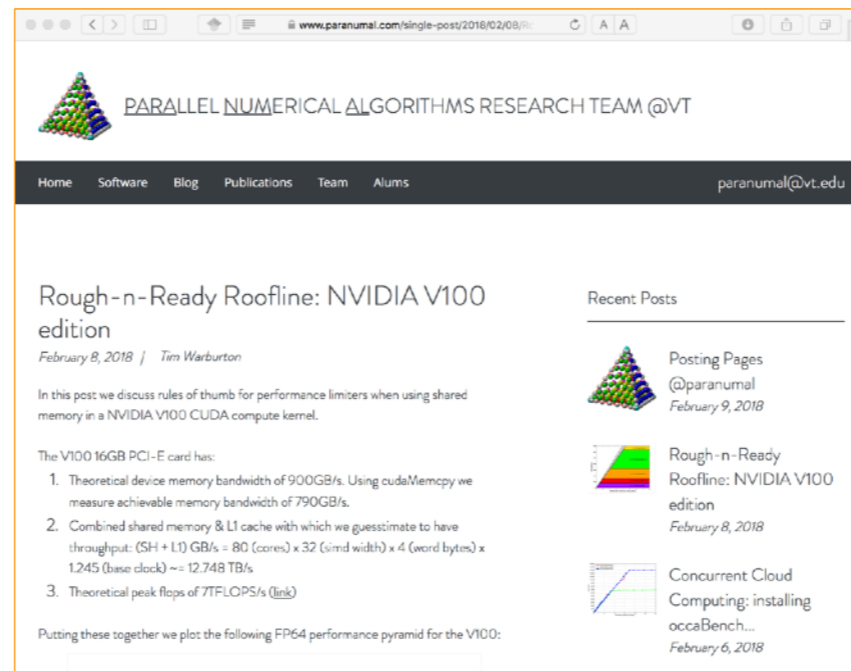 www.paranumal.com/single-post/2018/02/08/
A A
PARALLEL NUMERICAL ALGORITHMS RESEARCH TEAM @VT
Home Software Blog Publications Team Alums
paranumal@vt.edu
Rough-n-Ready Roofline: NVIDIA V100
edition
February 8, 2018 | Tim Warburton
In this post we discuss rules of thumb for performance limiters when using shared
memory in a NVIDIA V100 CUDA compute kernel.
The V100 16GB PCI-E card has:
1. Theoretical device memory bandwidth of 900GB/s. Using cudaMemcpy we
measure achievable memory bandwidth of 790GB/s.
2. Combined shared memory & L1 cache with which we guesstimate to have
throughput: (SH + L1) GB/s = 80 (cores) x 32 (simd width) x 4 (word bytes) x
1.245 (base clock) ~= 12.748 TB/s
3. Theoretical peak flops of 7TFLOPS/s (link)
Putting these together we plot the following FP64 performance pyramid for the V100:
Recent Posts
Posting Pages
@paranumal
February 9, 2018
Rough-n-Ready
Roofline: NVIDIA V100
edition
February 8, 2018
Concurrent Cloud
Computing: installing
occaBench...
February 6, 2018